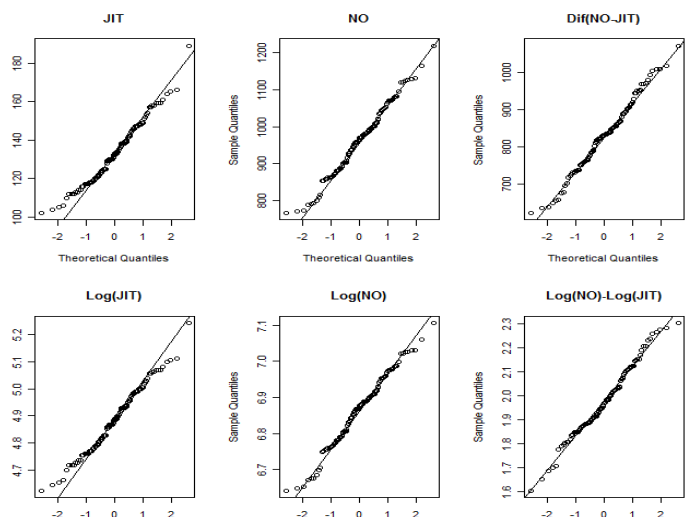 JIT
NO
Dif(NO-JIT)
100 120 140 160 180
-2 -1 0 1 2
Theoretical Quantiles
Sample Quantiles
800 900 1000 1100 1200
-2 -1 0 1 2
Theoretical Quantiles
Sample Quantiles
700 800 900 1000
-2 -1 0 1 2
Theoretical Quantiles
Log(JIT)
Log(NO)
Log(NO)-Log(JIT)
4.7 4.8 4.9 5.0 5.1 5.2
-2 -1 0 1 2
Sample Quantiles
6.7 6.8 6.9 7.0 7.1
-2 -1 0 1 2
Sample Quantiles
1.6 1.7 1.8 1.9 2.0 2.1 2.2 2.3
-2 -1 0 1 2